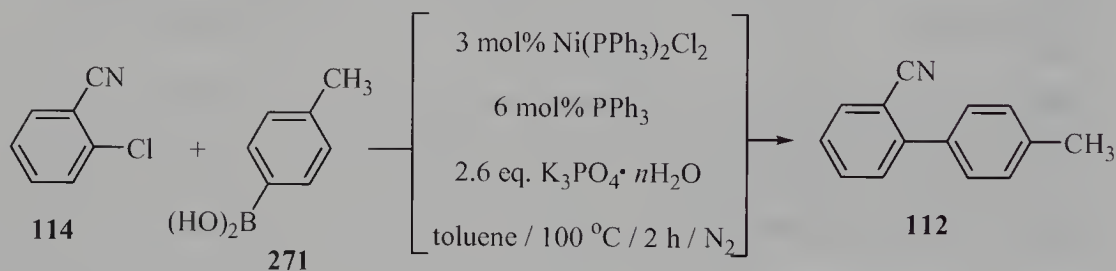 CN
Cl
114
+
CH₃
(HO)₂B
271
3 mol% Ni(PPh₃)₂Cl₂
6 mol% PPh₃
2.6 eq. K₃PO₄• nH₂O
toluene / 100 °C / 2 h / N₂
CN
CH₃
112